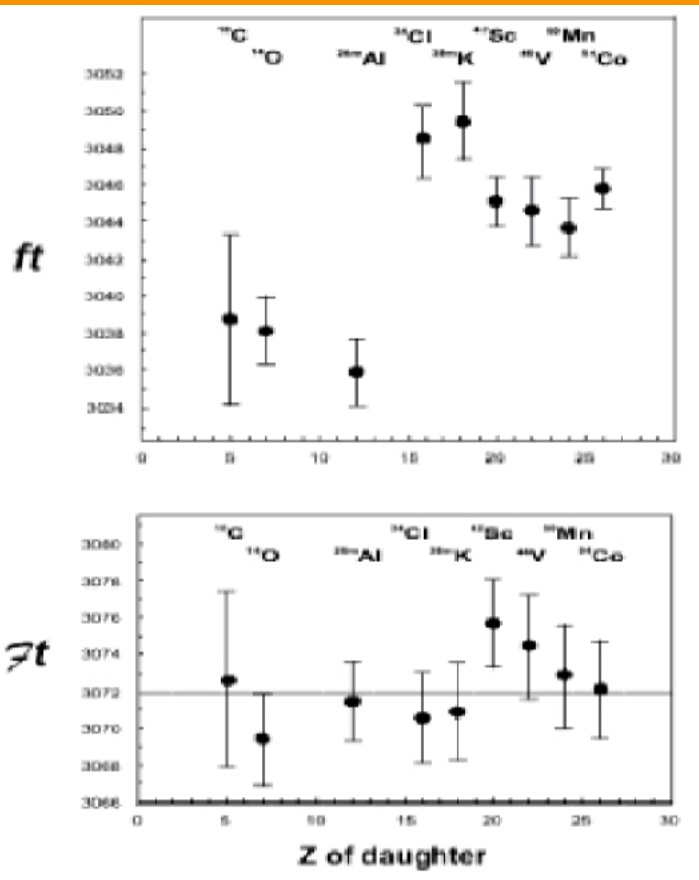 ¹⁰C ³⁴Cl ⁴²Sc ⁵⁰Mn
¹⁴O ²⁶ᵐAl ³⁸ᵐK ⁴⁶V ⁵⁴Co
3052
3050
3048
3046
3044
3042
3040
3038
3036
3034
ft
0 5 10 15 20 25 30
¹⁰C ³⁴Cl ⁴²Sc ⁵⁰Mn
¹⁴O ²⁶ᵐAl ³⁸ᵐK ⁴⁶V ⁵⁴Co
3080
3078
3076
3074
3072
3070
3068
3066
ℱt
0 5 10 15 20 25 30
Z of daughter